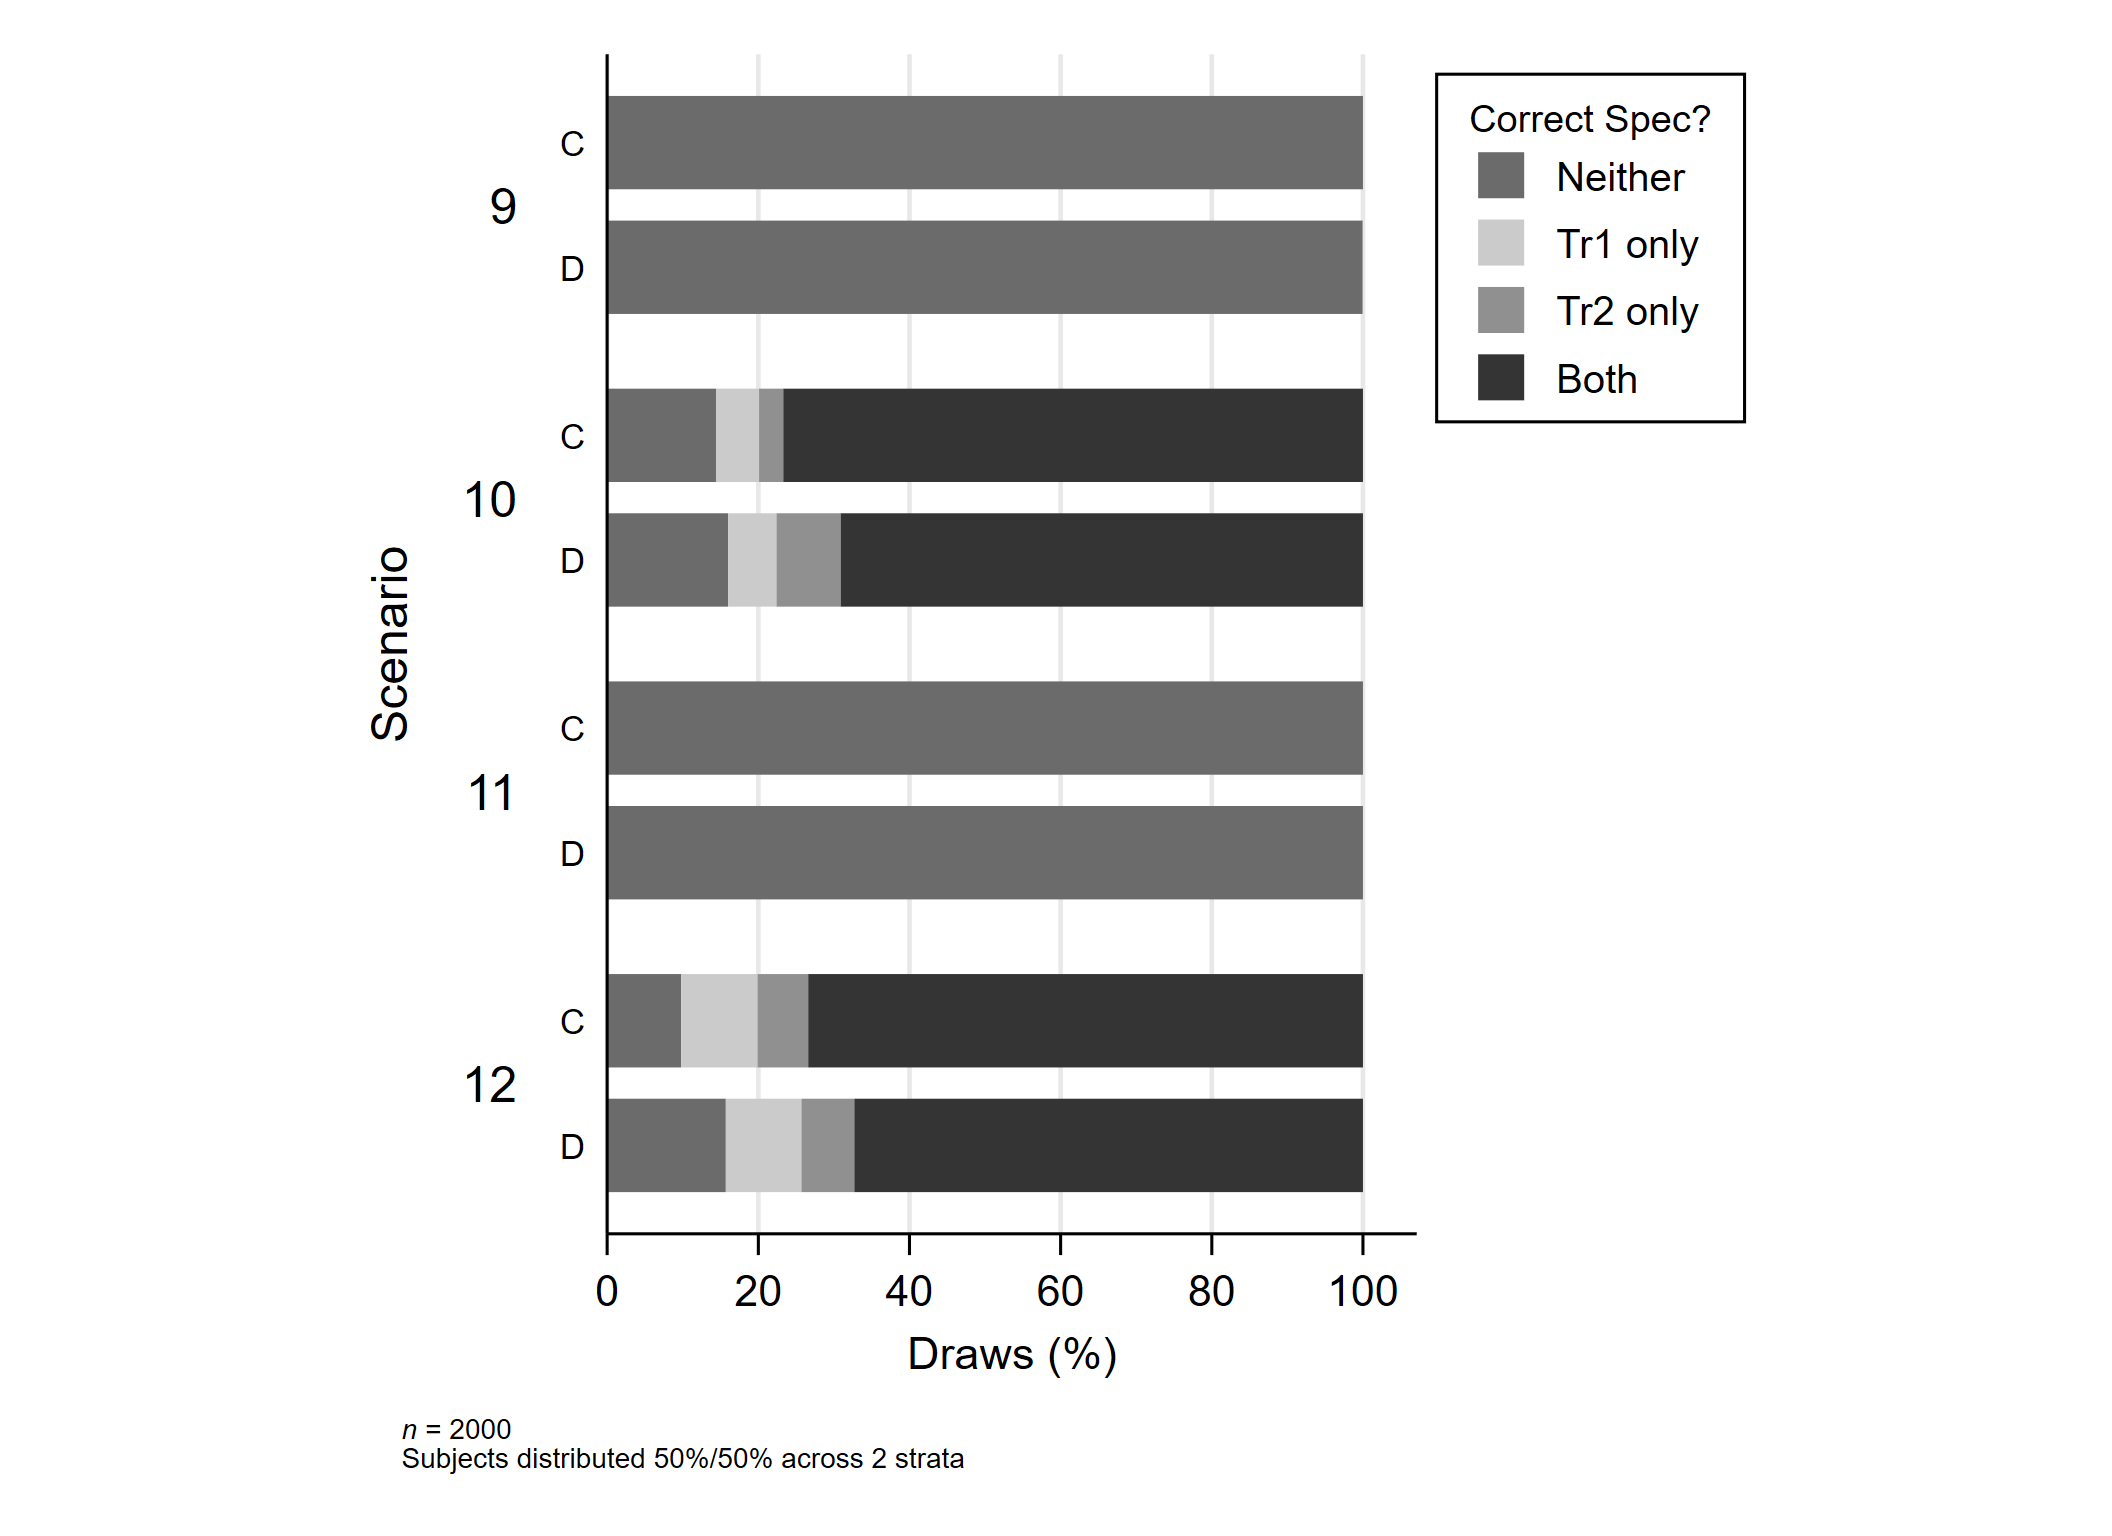 Correct Spec?
Neither
Tr1 only
Tr2 only
Both
Scenario
9
C
D
10
C
D
11
C
D
12
C
D
0 20 40 60 80 100
Draws (%)
n = 2000
Subjects distributed 50%/50% across 2 strata